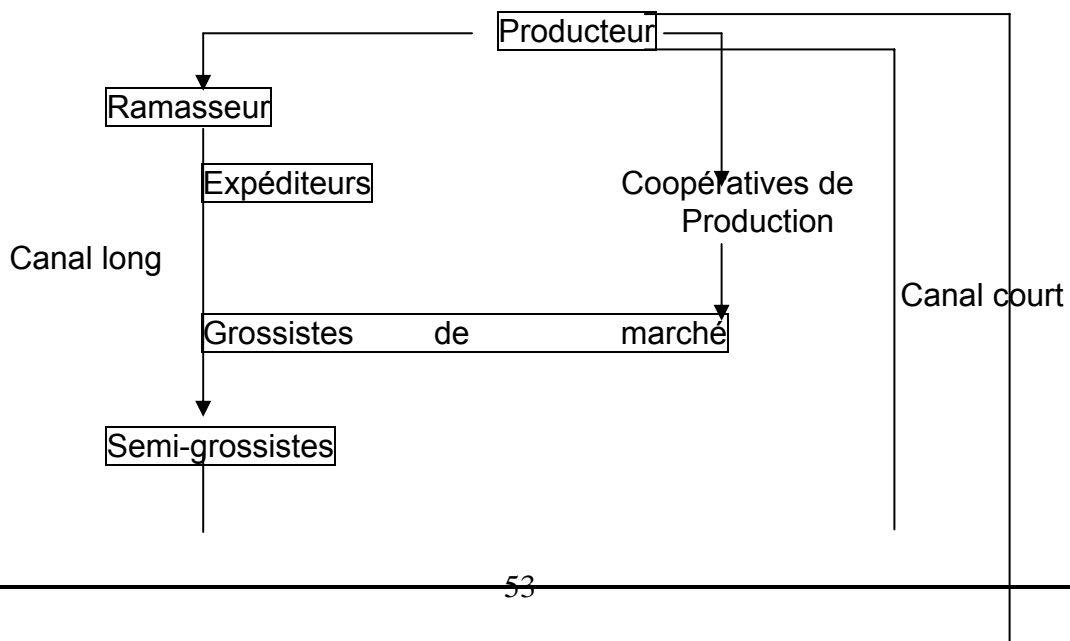 Producteur
Ramasseur
Expéditeurs
Coopératives de
Production
Canal long
Canal court
Grossistes de marché
Semi-grossistes
53